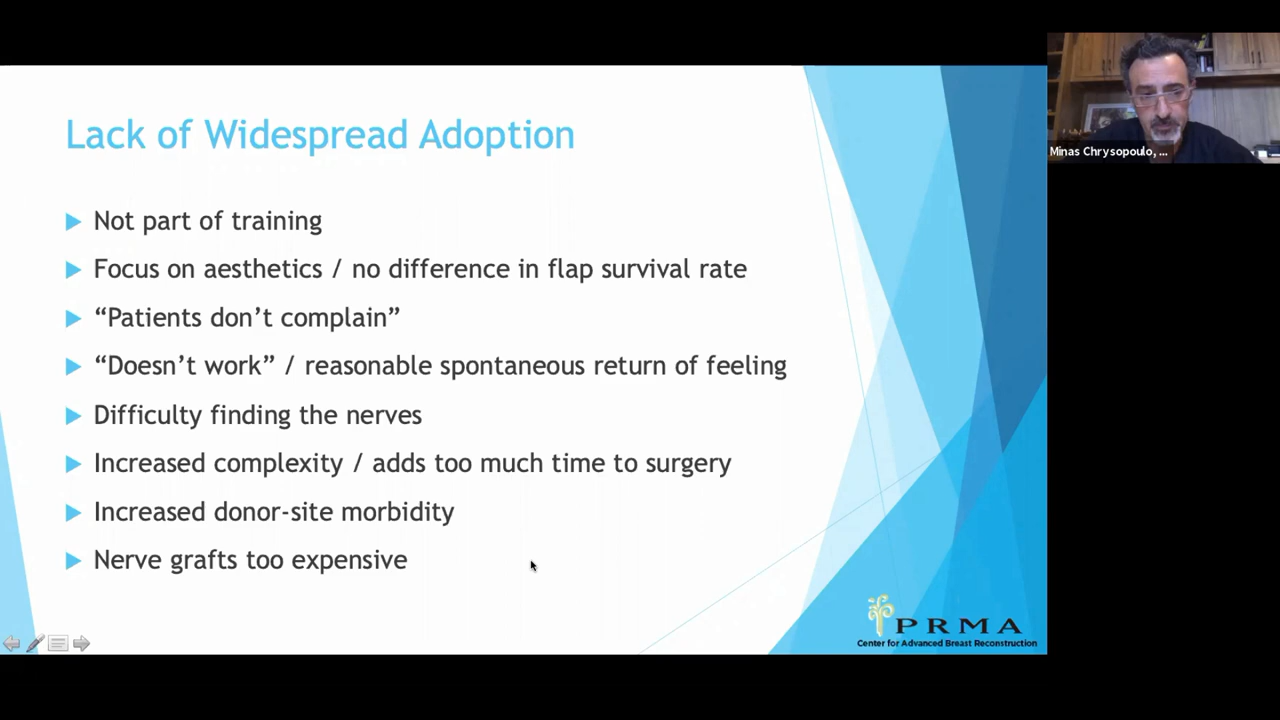 Lack of Widespread Adoption
Not part of training
Focus on aesthetics / no difference in flap survival rate
“Patients don’t complain”
“Doesn’t work” / reasonable spontaneous return of feeling
Difficulty finding the nerves
Increased complexity / adds too much time to surgery
Increased donor-site morbidity
Nerve grafts too expensive
PRMA
Center for Advanced Breast Reconstruction
Minas Chrysopoulo, ...